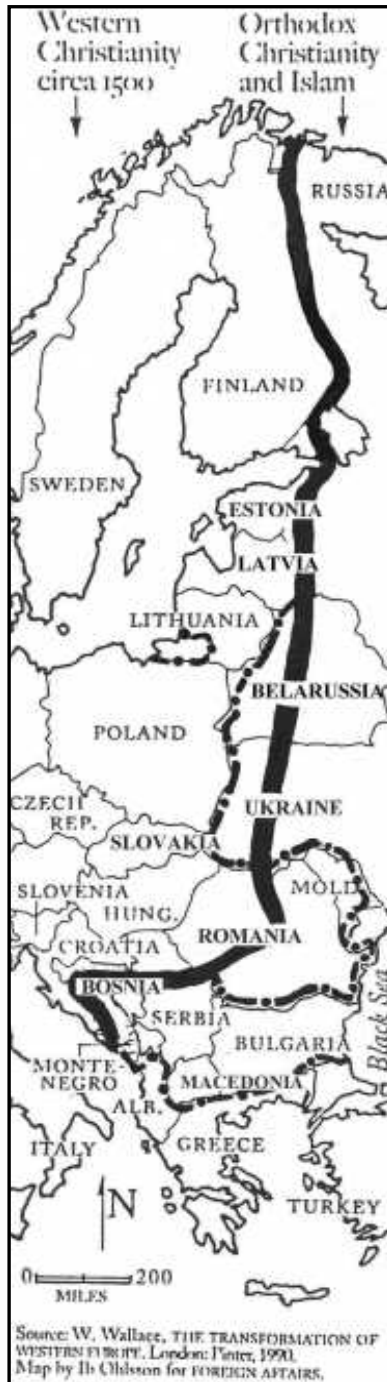 Western
Christianity
circa 1500
Orthodox
Christianity
and Islam
RUSSIA
FINLAND
SWEDEN
ESTONIA
LATVIA
LITHUANIA
BELARUSSIA
POLAND
UKRAINE
CZECH
REP.
SLOVAKIA
MOLD.
SLOVENIA
HUNG.
ROMANIA
CROATIA
BOSNIA
SERBIA
Black Sea
BULGARIA
MONTE-
NEGRO
MACEDONIA
ALB.
ITALY
GREECE
TURKEY
N
0 200
MILES
Source: W. Wallace, THE TRANSFORMATION OF
WESTERN EUROPE. London: Pinter, 1990.
Map by Ib Ohlsson for FOREIGN AFFAIRS.